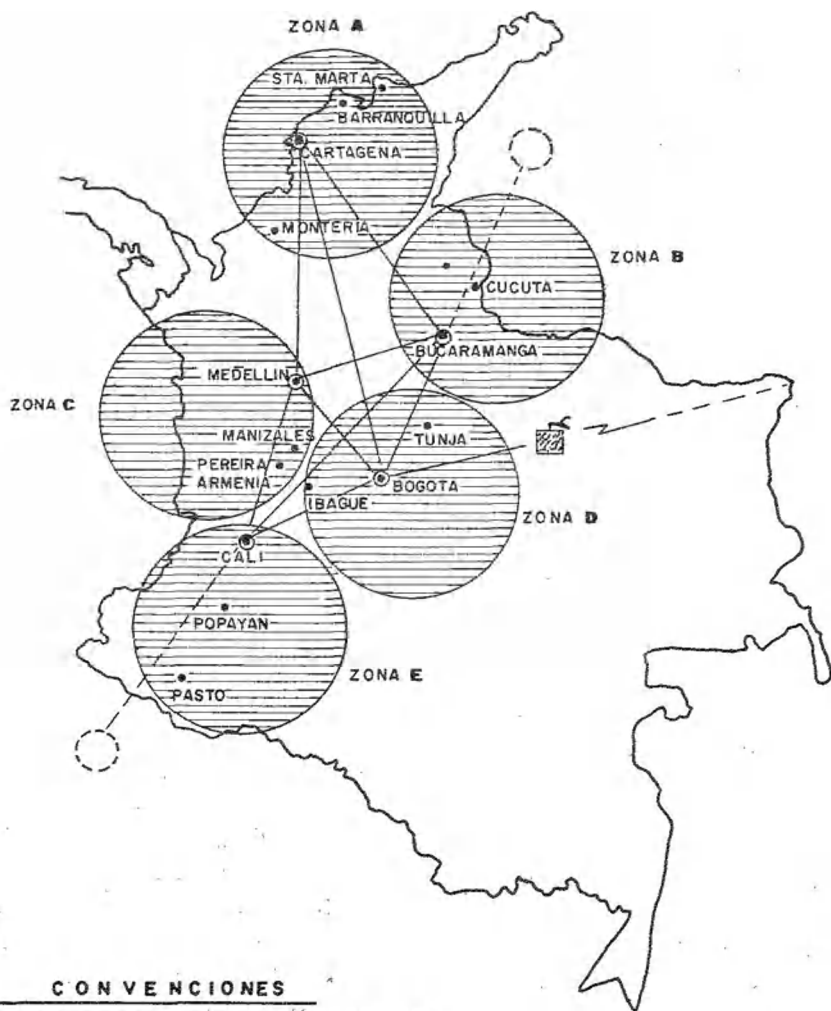 ZONA A
STA. MARTA
BARRANQUILLA
CARTAGENA
MONTERIA
ZONA B
CUCUTA
BUCARAMANGA
MEDELLIN
ZONA C
MANIZALES
TUNJA
PEREIRA
ARMENIA
BOGOTA
IBAGUE
ZONA D
CALI
POPAYAN
ZONA E
PASTO
CONVENCIONES